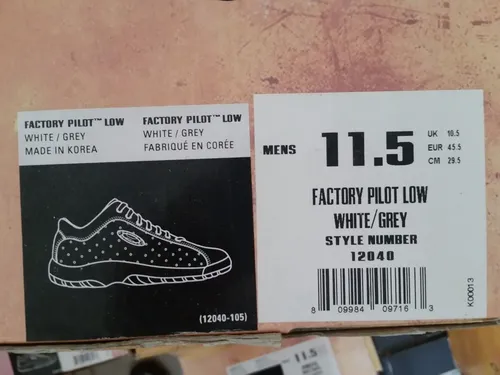 FACTORY PILOT™ LOW
WHITE / GREY
MADE IN KOREA
FACTORY PILOT™ LOW
WHITE / GREY
FABRIQUÉ EN CORÉE
(12040-105)
MENS 11.5
UK 10.5
EUR 45.5
CM 29.5
FACTORY PILOT LOW
WHITE/GREY
STYLE NUMBER
12040
8 09984 09716 3
K00013
11.5